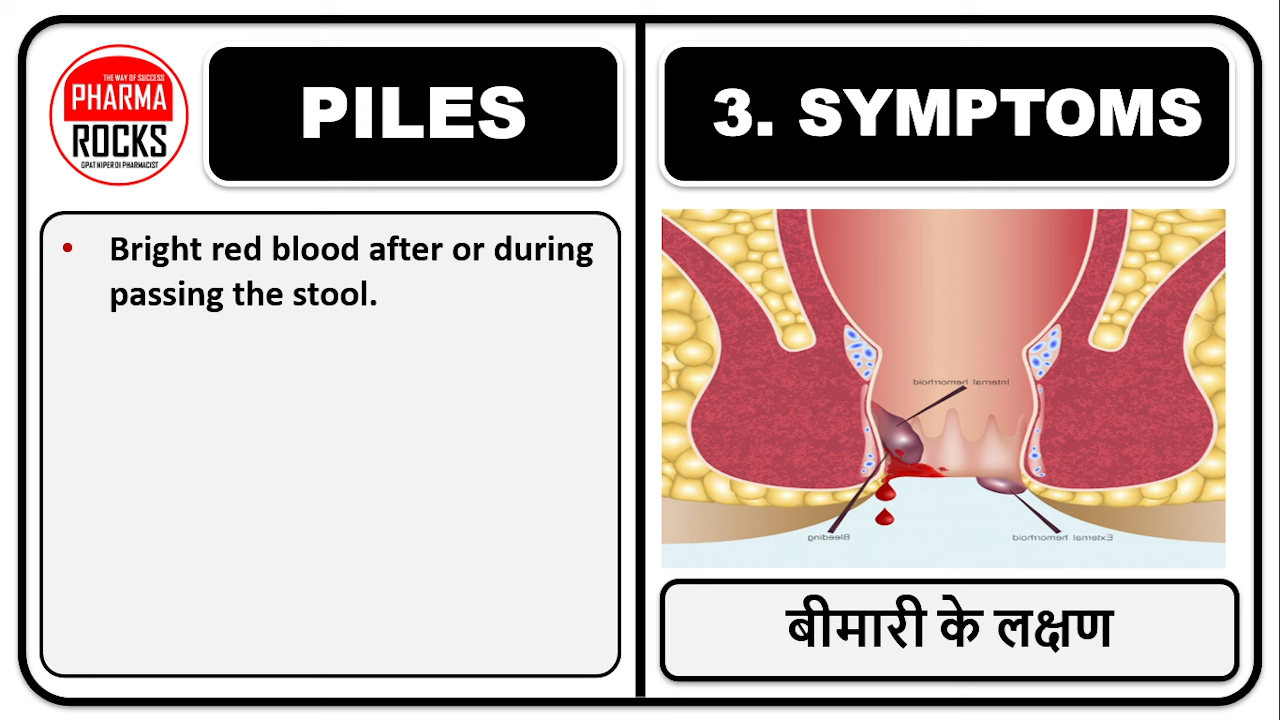 THE WAY OF SUCCESS
PHARMA
ROCKS
GPAT NIPER DI PHARMACIST
PILES
3. SYMPTOMS
• Bright red blood after or during
passing the stool.
Internal hemorrhoid
Bleeding
External hemorrhoid
बीमारी के लक्षण